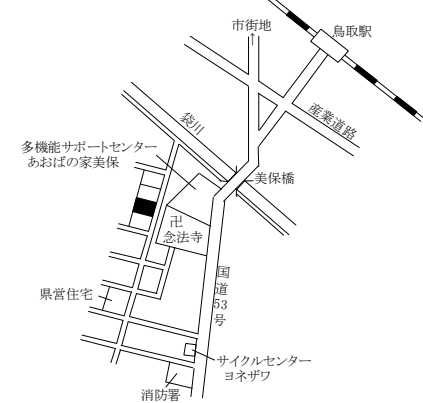 市街地
↑
鳥取駅
産業道路
袋川
多機能サポートセンター
あおばの家美保
美保橋
卍
念法寺
国道53号
県営住宅
サイクルセンター
ヨネザワ
消防署